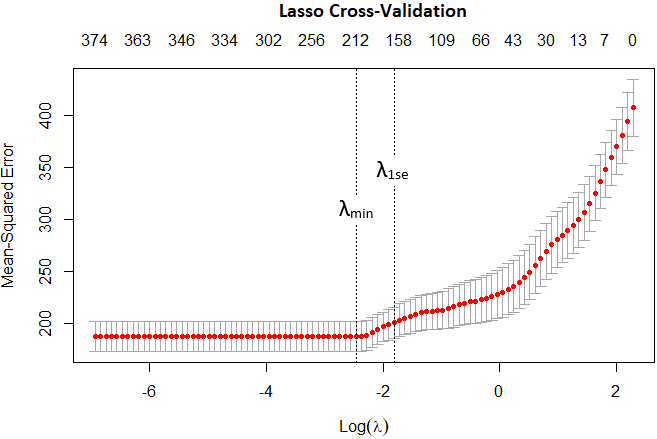 Lasso Cross-Validation
374 363 346 334 302 256 212 158 109 66 43 30 13 7 0
Mean-Squared Error
400
350
300
250
200
λ1se
λmin
-6 -4 -2 0 2
Log(λ)